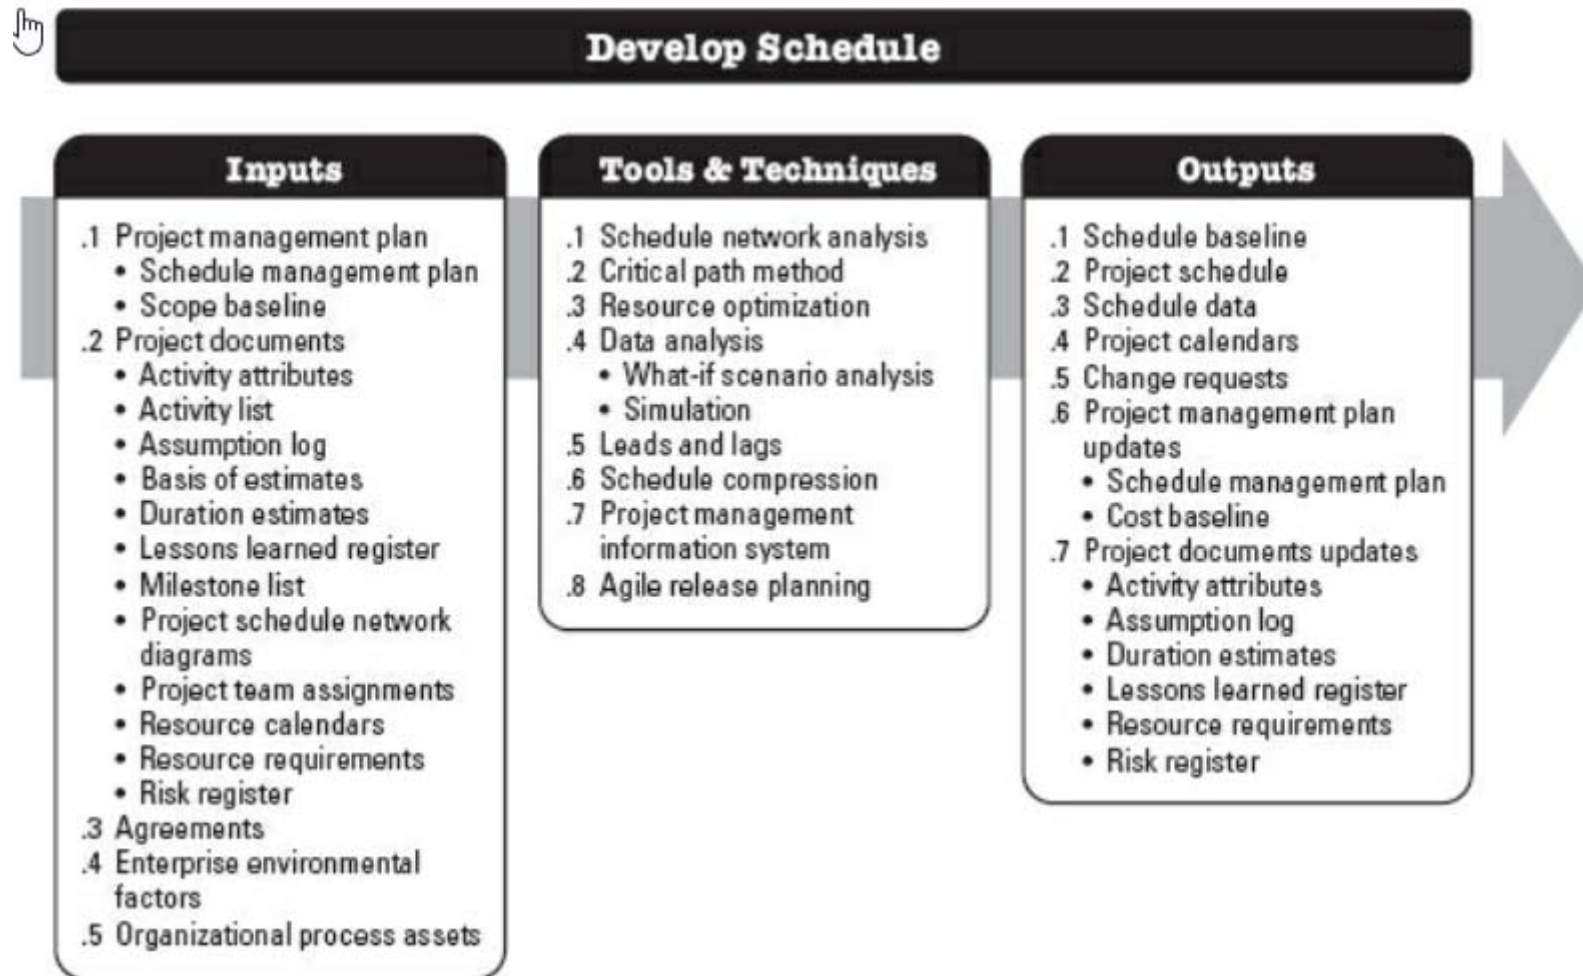 Develop Schedule
Inputs
.1 Project management plan
• Schedule management plan
• Scope baseline
.2 Project documents
• Activity attributes
• Activity list
• Assumption log
• Basis of estimates
• Duration estimates
• Lessons learned register
• Milestone list
• Project schedule network
diagrams
• Project team assignments
• Resource calendars
• Resource requirements
• Risk register
.3 Agreements
.4 Enterprise environmental
factors
.5 Organizational process assets
Tools & Techniques
.1 Schedule network analysis
.2 Critical path method
.3 Resource optimization
.4 Data analysis
• What-if scenario analysis
• Simulation
.5 Leads and lags
.6 Schedule compression
.7 Project management
information system
.8 Agile release planning
Outputs
.1 Schedule baseline
.2 Project schedule
.3 Schedule data
.4 Project calendars
.5 Change requests
.6 Project management plan
updates
• Schedule management plan
• Cost baseline
.7 Project documents updates
• Activity attributes
• Assumption log
• Duration estimates
• Lessons learned register
• Resource requirements
• Risk register